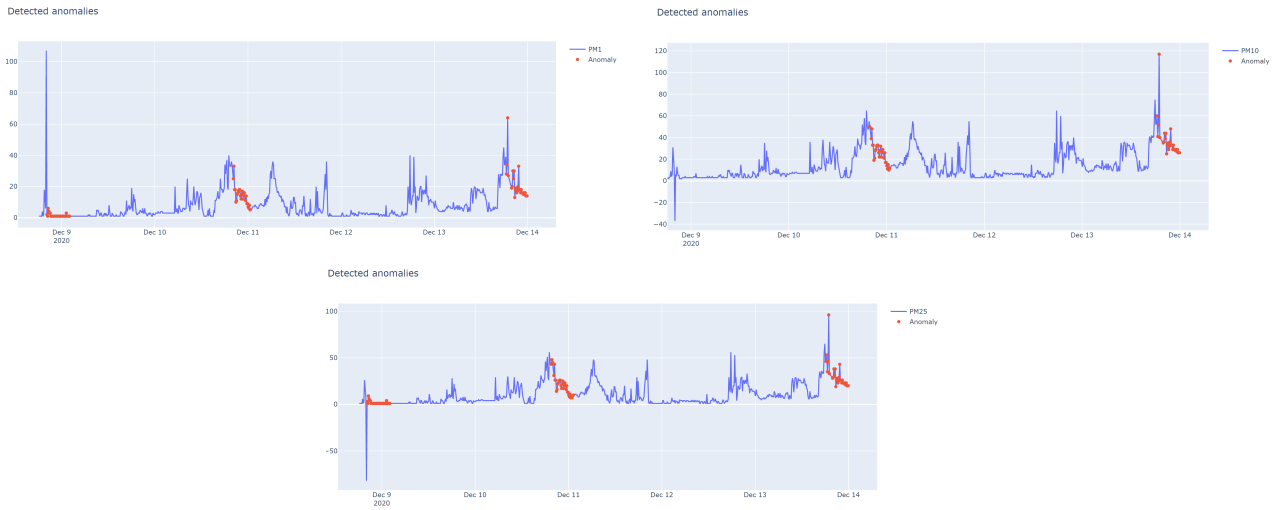 Detected anomalies
PM1
Anomaly
100
80
60
40
20
0
Dec 9
2020
Dec 10
Dec 11
Dec 12
Dec 13
Dec 14
Detected anomalies
PM10
Anomaly
120
100
80
60
40
20
0
−20
−40
Dec 9
2020
Dec 10
Dec 11
Dec 12
Dec 13
Dec 14
Detected anomalies
PM25
Anomaly
100
50
0
−50
Dec 9
2020
Dec 10
Dec 11
Dec 12
Dec 13
Dec 14